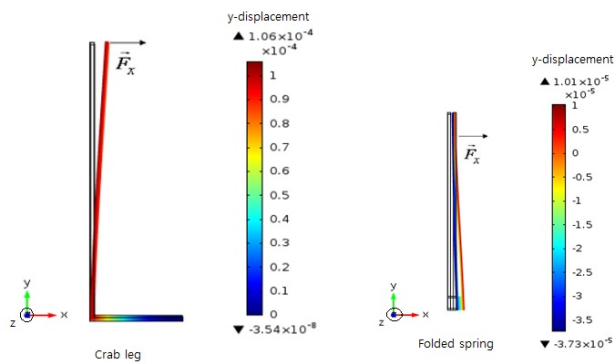 y-displacement
▲ 1.06×10⁻⁴
×10⁻⁴
1
0.9
0.8
0.7
0.6
0.5
0.4
0.3
0.2
0.1
0
▼ -3.54×10⁻⁸
F⃗ₓ
y
z
x
Crab leg
y-displacement
▲ 1.01×10⁻⁵
×10⁻⁵
1
0.5
0
-0.5
-1
-1.5
-2
-2.5
-3
-3.5
▼ -3.73×10⁻⁵
F⃗ₓ
y
z
x
Folded spring